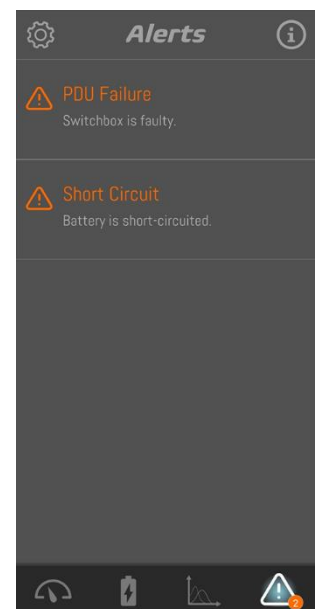 Alerts
PDU Failure
Switchbox is faulty.
Short Circuit
Battery is short-circuited.
2